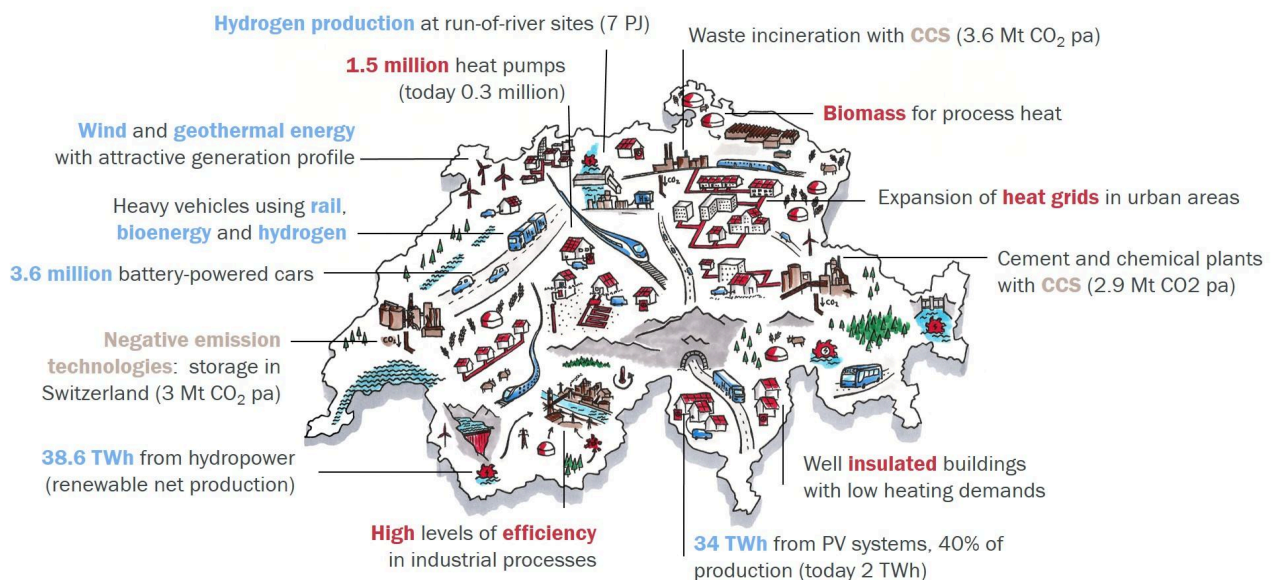 Hydrogen production at run-of-river sites (7 PJ)
Waste incineration with CCS (3.6 Mt CO₂ pa)
1.5 million heat pumps
(today 0.3 million)
Biomass for process heat
Wind and geothermal energy
with attractive generation profile
Expansion of heat grids in urban areas
Heavy vehicles using rail,
bioenergy and hydrogen
3.6 million battery-powered cars
Cement and chemical plants
with CCS (2.9 Mt CO2 pa)
Negative emission
technologies: storage in
Switzerland (3 Mt CO₂ pa)
38.6 TWh from hydropower
(renewable net production)
Well insulated buildings
with low heating demands
High levels of efficiency
in industrial processes
34 TWh from PV systems, 40% of
production (today 2 TWh)
CO₂
CO₂
CO₂